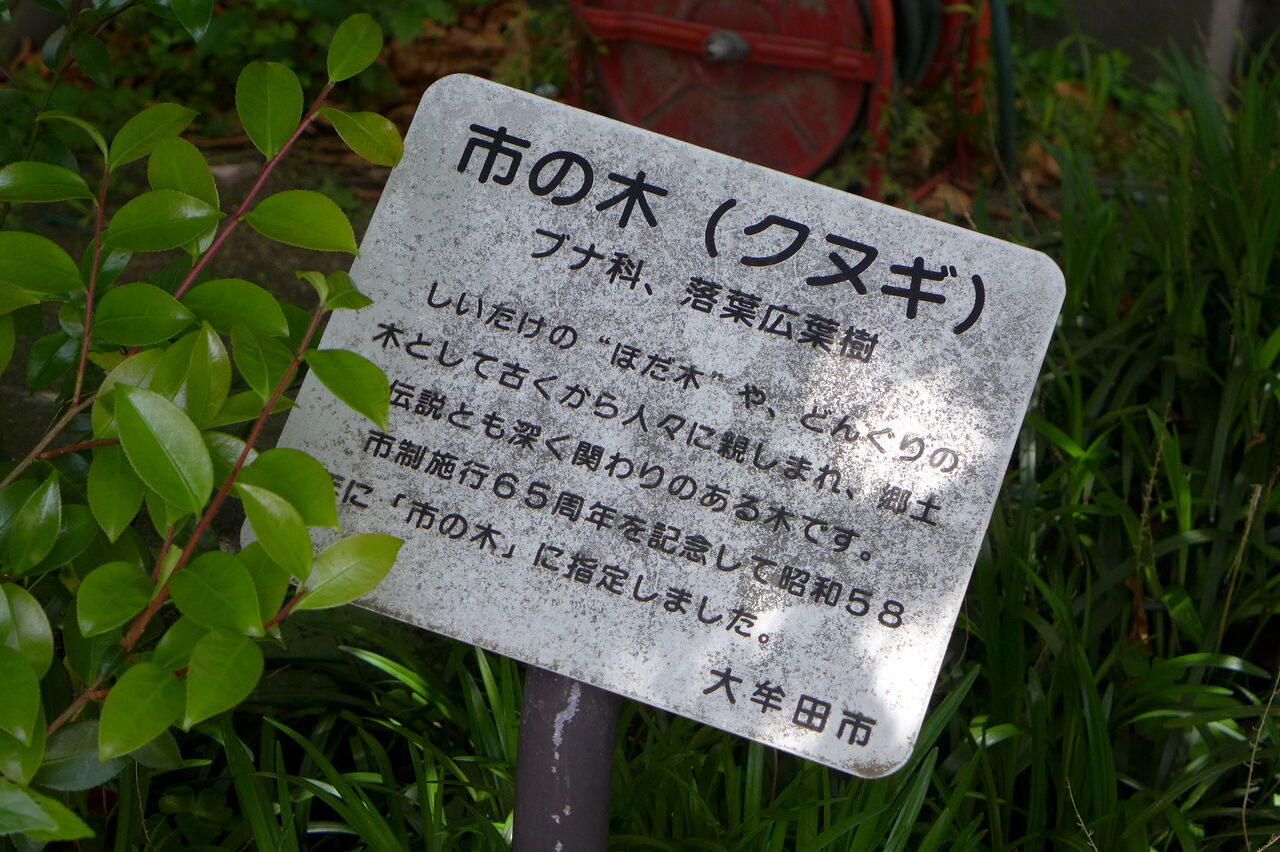 市の木（クヌギ）
ブナ科、落葉広葉樹
しいたけの“ほだ木”や、どんぐりの
木として古くから人々に親しまれ、郷土
伝説とも深く関わりのある木です。
市制施行６５周年を記念して昭和５８
年に「市の木」に指定しました。
大牟田市